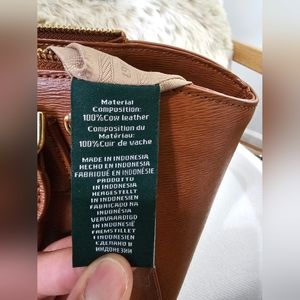 Material
Composition:
100%Cow leather
Composition du
Matériau:
100%Cuir de vache
MADE IN INDONESIA
HECHO EN INDONESIA
FABRIQUÉ EN INDONÉSIE
PRODOTTO
IN INDONESIA
HERGESTELLT
IN INDONESIEN
FABRICADO NA
INDONÉSIA
VERVAARDIGD
IN INDONESIË
FREMSTILLET
I INDONESIEN
СДЕЛАНО В
ИНДОНЕЗИИ